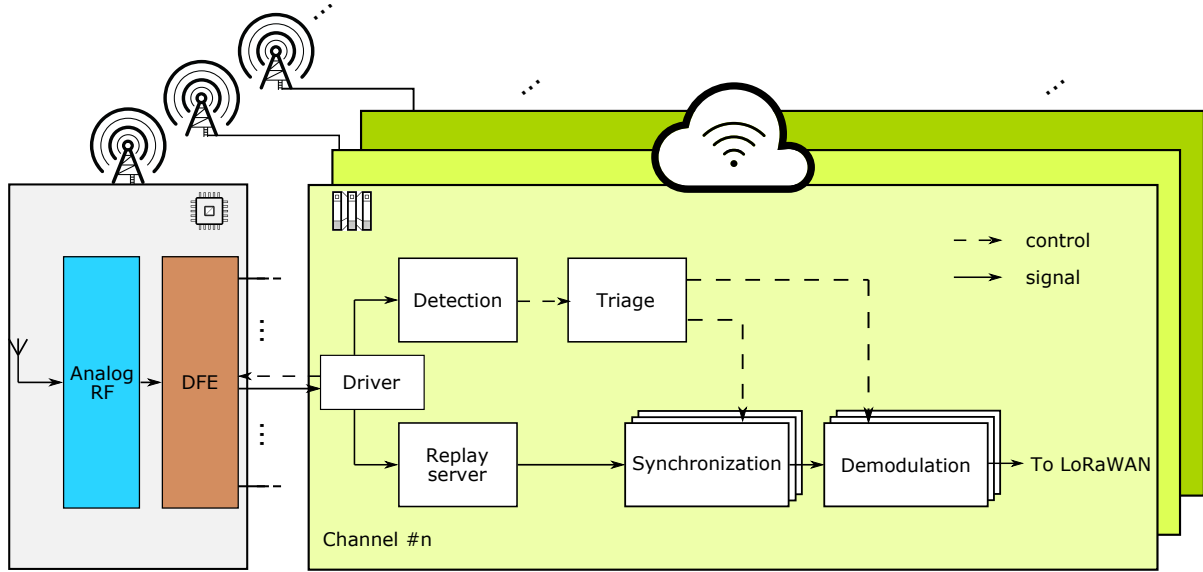 control
signal
Detection
Triage
Analog
RF
DFE
Driver
Replay
server
Synchronization
Demodulation
To LoRaWAN
Channel #n